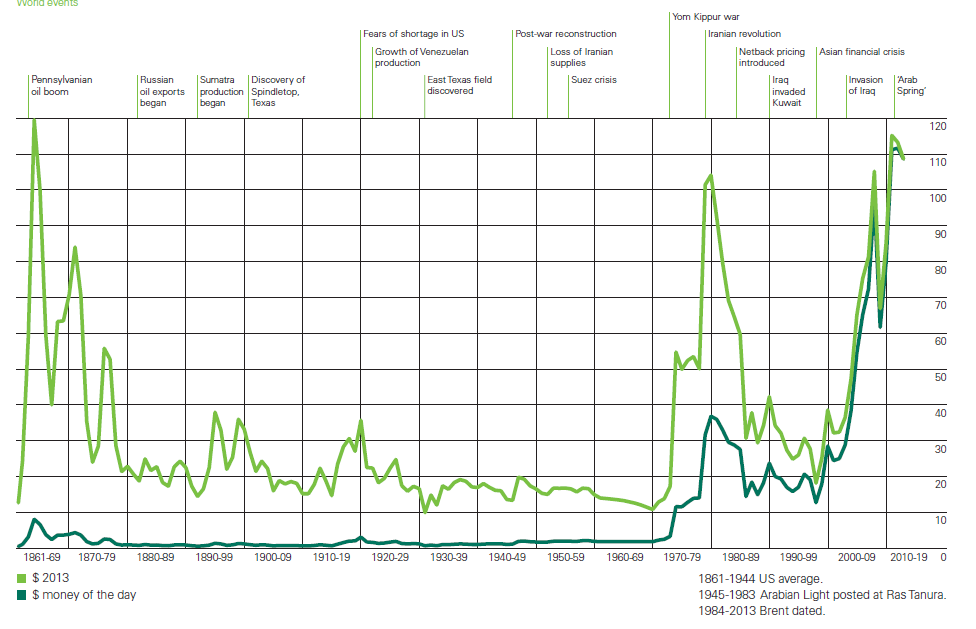 World events
Yom Kippur war
Fears of shortage in US
Post-war reconstruction
Iranian revolution
Growth of Venezuelan
production
Loss of Iranian
supplies
Netback pricing
introduced
Asian financial crisis
Pennsylvanian
oil boom
Russian
oil exports
began
Sumatra
production
began
Discovery of
Spindletop,
Texas
East Texas field
discovered
Suez crisis
Iraq
invaded
Kuwait
Invasion
of Iraq
'Arab
Spring'
120
110
100
90
80
70
60
50
40
30
20
10
0
1861-69
1870-79
1880-89
1890-99
1900-09
1910-19
1920-29
1930-39
1940-49
1950-59
1960-69
1970-79
1980-89
1990-99
2000-09
2010-19
$ 2013
$ money of the day
1861-1944 US average.
1945-1983 Arabian Light posted at Ras Tanura.
1984-2013 Brent dated.